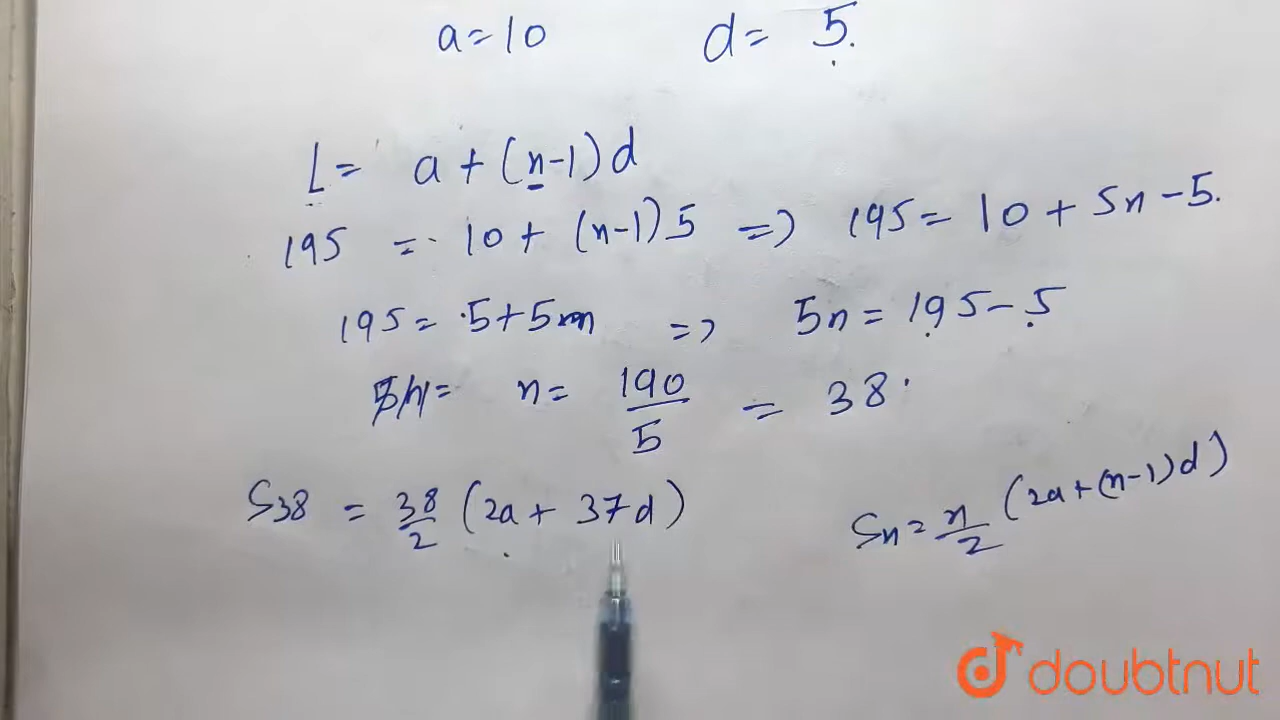 a=10 d= 5.
L= a+(n-1)d
195 = 10+(n-1)5 => 195= 10+5n-5.
195= 5+5n => 5n= 195-5
5n= n= 190/5 = 38.
S38 = 38/2 (2a+37d) Sn= n/2 (2a+(n-1)d)
doubtnut